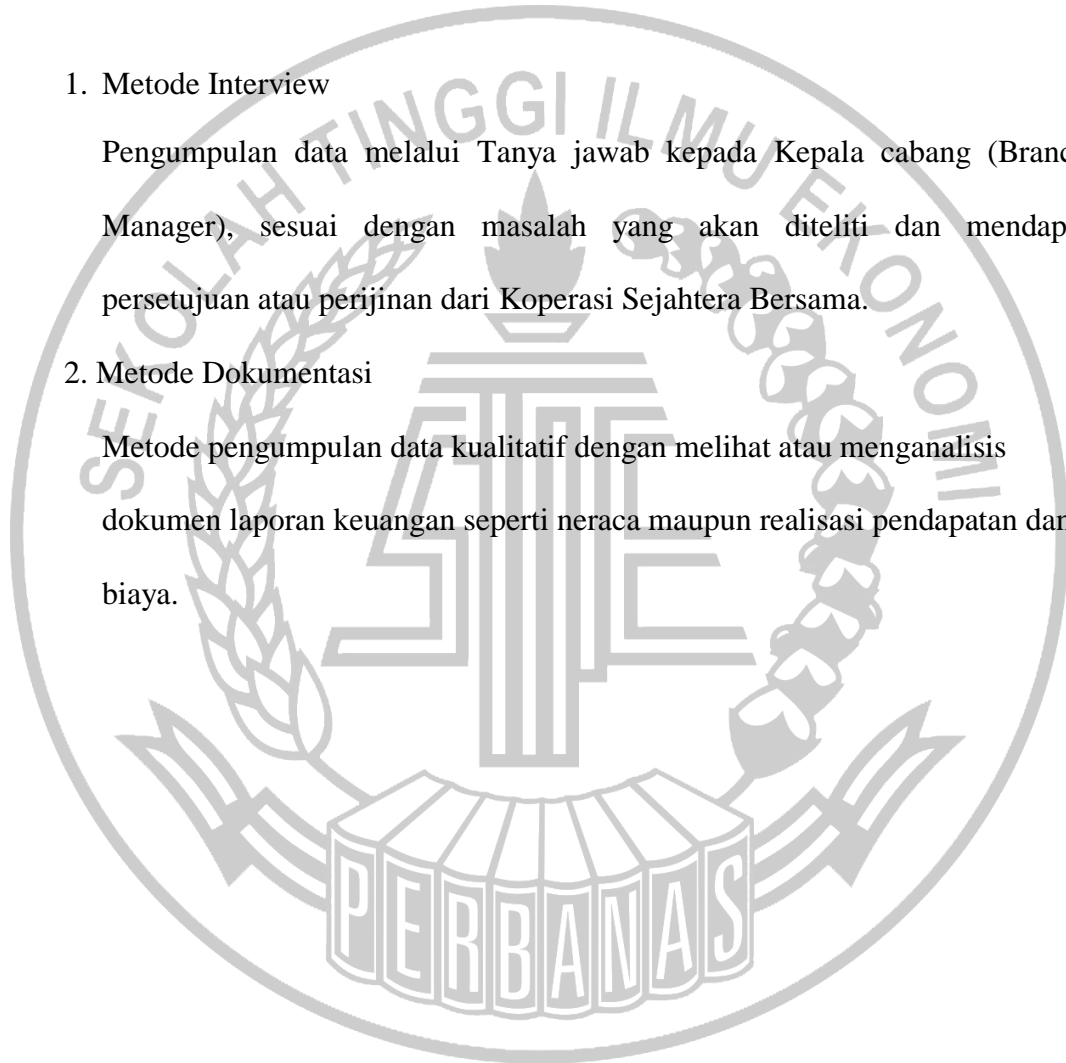 1. Metode Interview
Pengumpulan data melalui Tanya jawab kepada Kepala cabang (Branc
Manager), sesuai dengan masalah yang akan diteliti dan mendap
persetujuan atau perijinan dari Koperasi Sejahtera Bersama.
2. Metode Dokumentasi
Metode pengumpulan data kualitatif dengan melihat atau menganalisis
dokumen laporan keuangan seperti neraca maupun realisasi pendapatan dan
biaya.
SEKOLAH TINGGI ILMU EKONOMI
PERBANAS